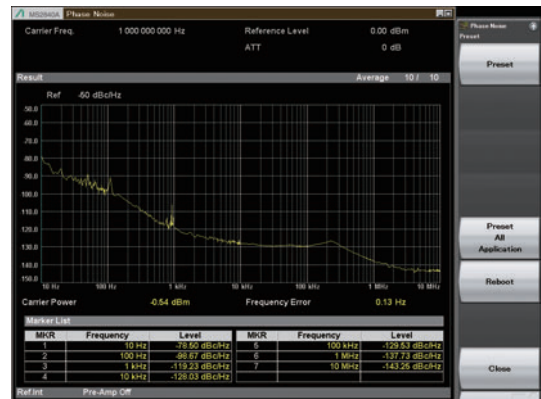 MS2840A Phase Noise
Carrier Freq. 1 000 000 000 Hz Reference Level 0.00 dBm
ATT 0 dB
Result Average 10 / 10
Ref -50 dBc/Hz
-50.0
-60.0
-70.0
-80.0
-90.0
-100.0
-110.0
-120.0
-130.0
-140.0
-150.0
10 Hz 100 Hz 1 kHz 10 kHz 100 kHz 1 MHz 10 MHz
Carrier Power -0.54 dBm Frequency Error 0.13 Hz
Marker List
MKR Frequency Level MKR Frequency Level
1 10 Hz -78.50 dBc/Hz 5 100 kHz -129.53 dBc/Hz
2 100 Hz -98.67 dBc/Hz 6 1 MHz -137.73 dBc/Hz
3 1 kHz -119.23 dBc/Hz 7 10 MHz -143.25 dBc/Hz
4 10 kHz -128.03 dBc/Hz
Ref.Int Pre-Amp Off
Phase Noise
Preset
Preset
Preset
All
Application
Reboot
Close